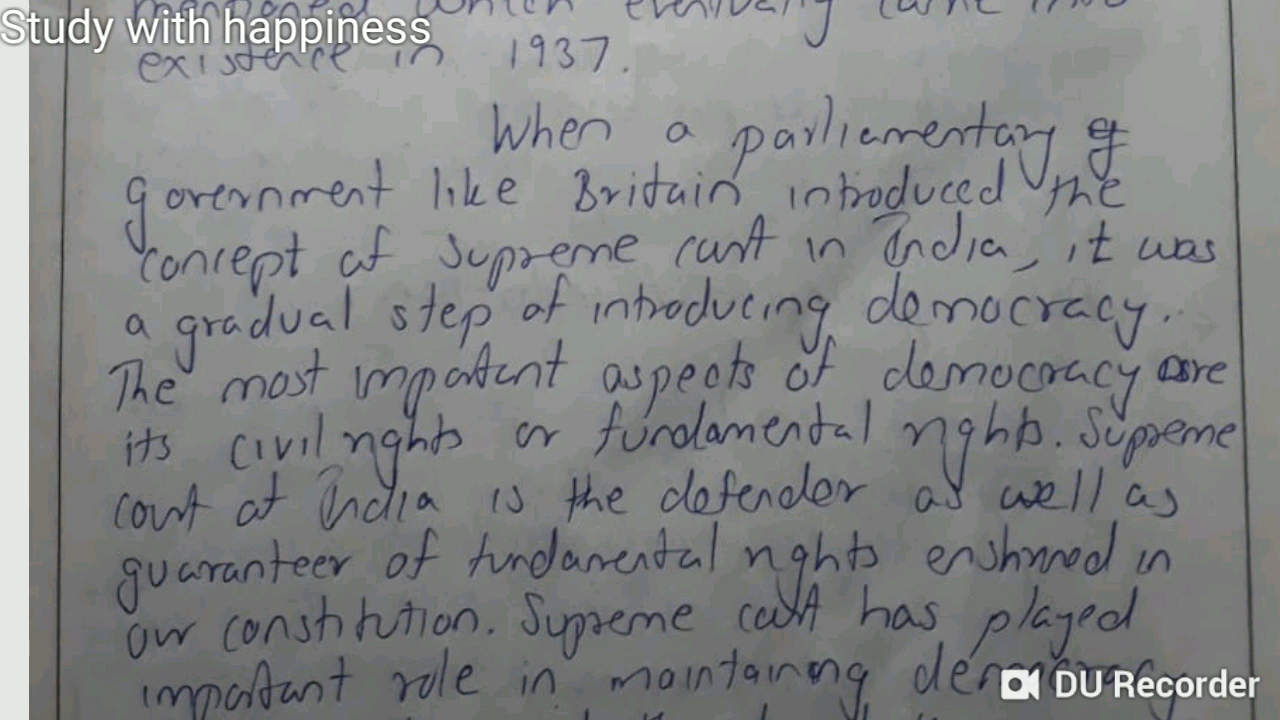 Study with happiness
existence in 1937.
When a parliamentary of
government like Britain introduced the
concept of Supreme court in India, it was
a gradual step of introducing democracy.
The most important aspects of democracy are
its civil rights or fundamental rights. Supreme
court of India is the defender as well as
guaranteer of fundamental rights enshrined in
our constitution. Supreme court has played
important role in maintaining democracy
DU Recorder